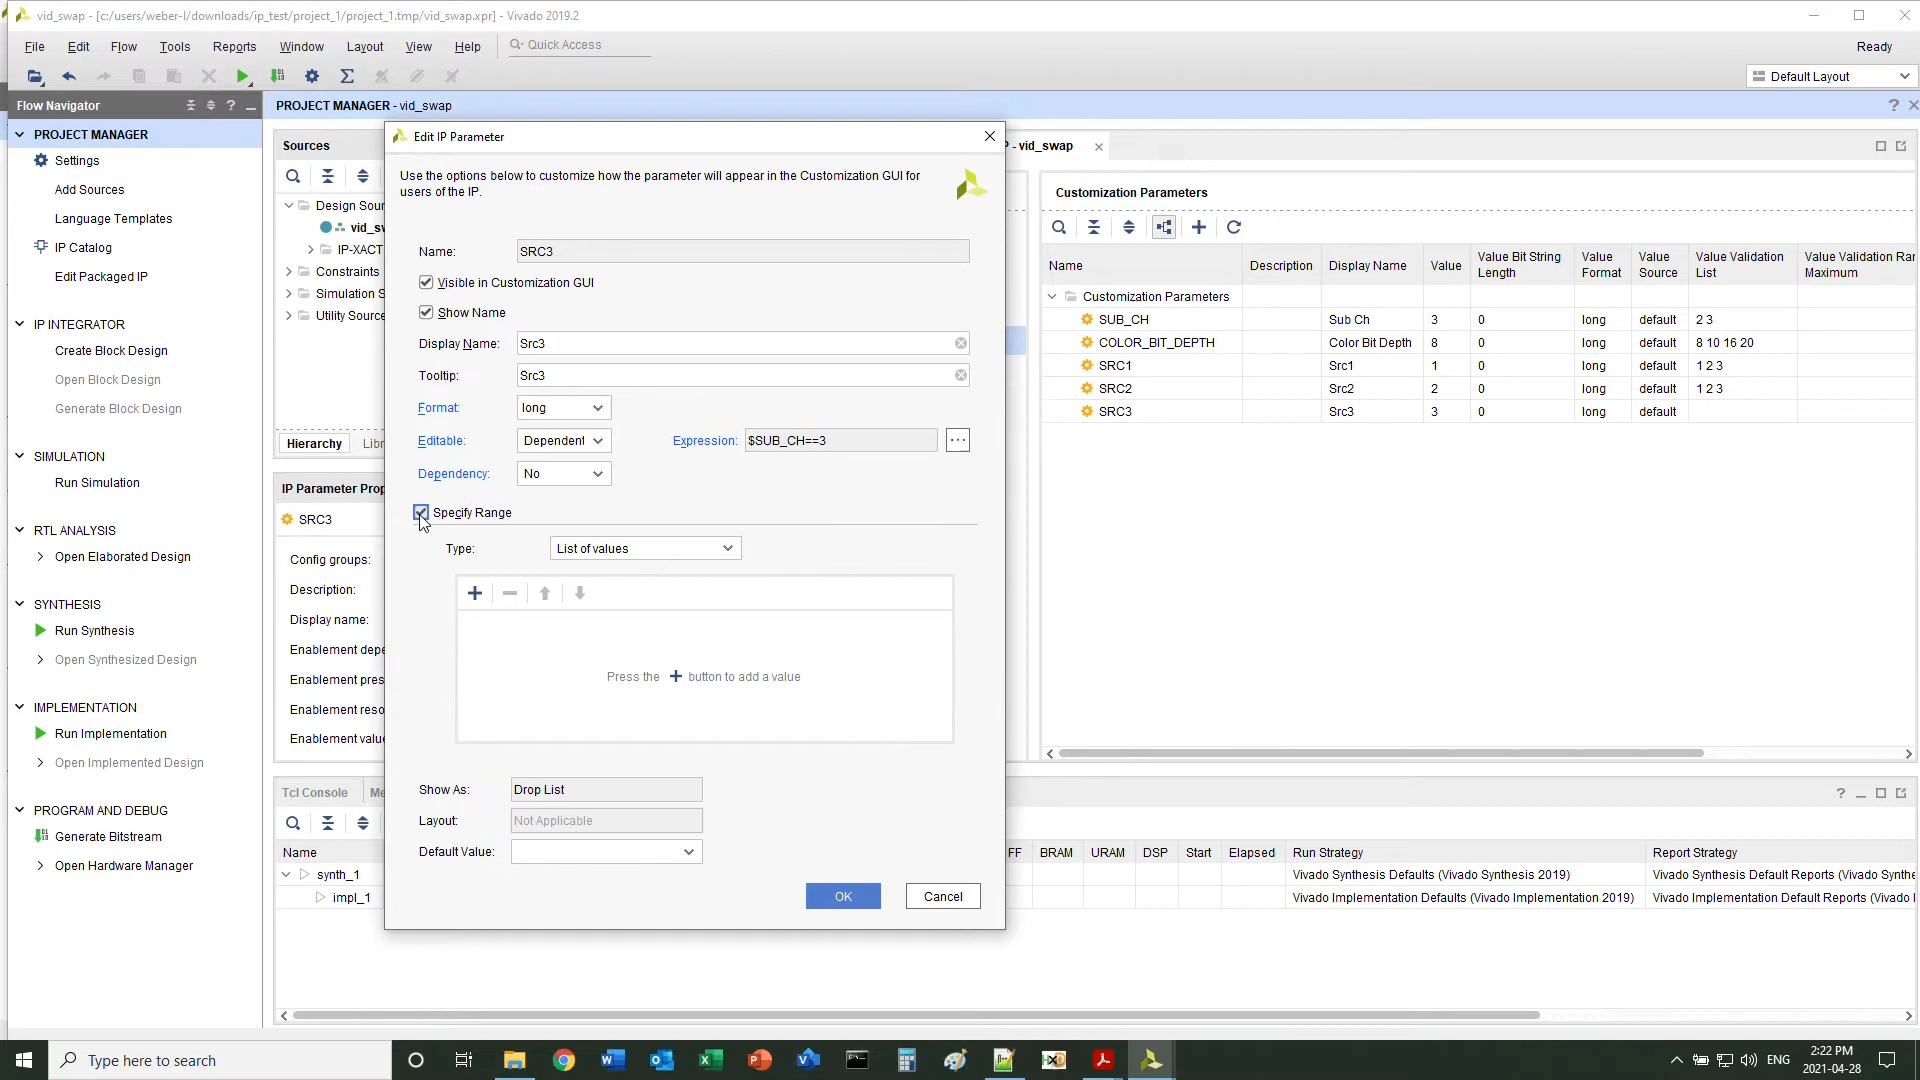 vid_swap - [c:/users/weber-l/downloads/ip_test/project_1/project_1.tmp/vid_swap.xpr] - Vivado 2019.2
File Edit Flow Tools Reports Window Layout View Help Quick Access Ready
Default Layout
Flow Navigator
PROJECT MANAGER - vid_swap
PROJECT MANAGER
Settings
Add Sources
Language Templates
IP Catalog
Edit Packaged IP
IP INTEGRATOR
Create Block Design
Open Block Design
Generate Block Design
SIMULATION
Run Simulation
RTL ANALYSIS
Open Elaborated Design
SYNTHESIS
Run Synthesis
Open Synthesized Design
IMPLEMENTATION
Run Implementation
Open Implemented Design
PROGRAM AND DEBUG
Generate Bitstream
Open Hardware Manager
Sources
Design Sour
vid_sw
IP-XACT
Constraints
Simulation S
Utility Source
Hierarchy Libr
IP Parameter Prop
SRC3
Config groups:
Description:
Display name:
Enablement depe
Enablement pres
Enablement reso
Enablement value
Edit IP Parameter
Use the options below to customize how the parameter will appear in the Customization GUI for
users of the IP.
Name: SRC3
Visible in Customization GUI
Show Name
Display Name: Src3
Tooltip: Src3
Format: long
Editable: Dependent Expression: $SUB_CH==3 ...
Dependency: No
Specify Range
Type: List of values
Press the + button to add a value
Show As: Drop List
Layout: Not Applicable
Default Value:
OK Cancel
P - vid_swap
Customization Parameters
Name Description Display Name Value Value Bit String Length Value Format Value Source Value Validation List Value Validation Ran Maximum
Customization Parameters
SUB_CH Sub Ch 3 0 long default 2 3
COLOR_BIT_DEPTH Color Bit Depth 8 0 long default 8 10 16 20
SRC1 Src1 1 0 long default 1 2 3
SRC2 Src2 2 0 long default 1 2 3
SRC3 Src3 3 0 long default
Tcl Console Me
Name FF BRAM URAM DSP Start Elapsed Run Strategy Report Strategy
synth_1 Vivado Synthesis Defaults (Vivado Synthesis 2019) Vivado Synthesis Default Reports (Vivado Synthe
impl_1 Vivado Implementation Defaults (Vivado Implementation 2019) Vivado Implementation Default Reports (Vivado I
Type here to search
ENG
2:22 PM
2021-04-28